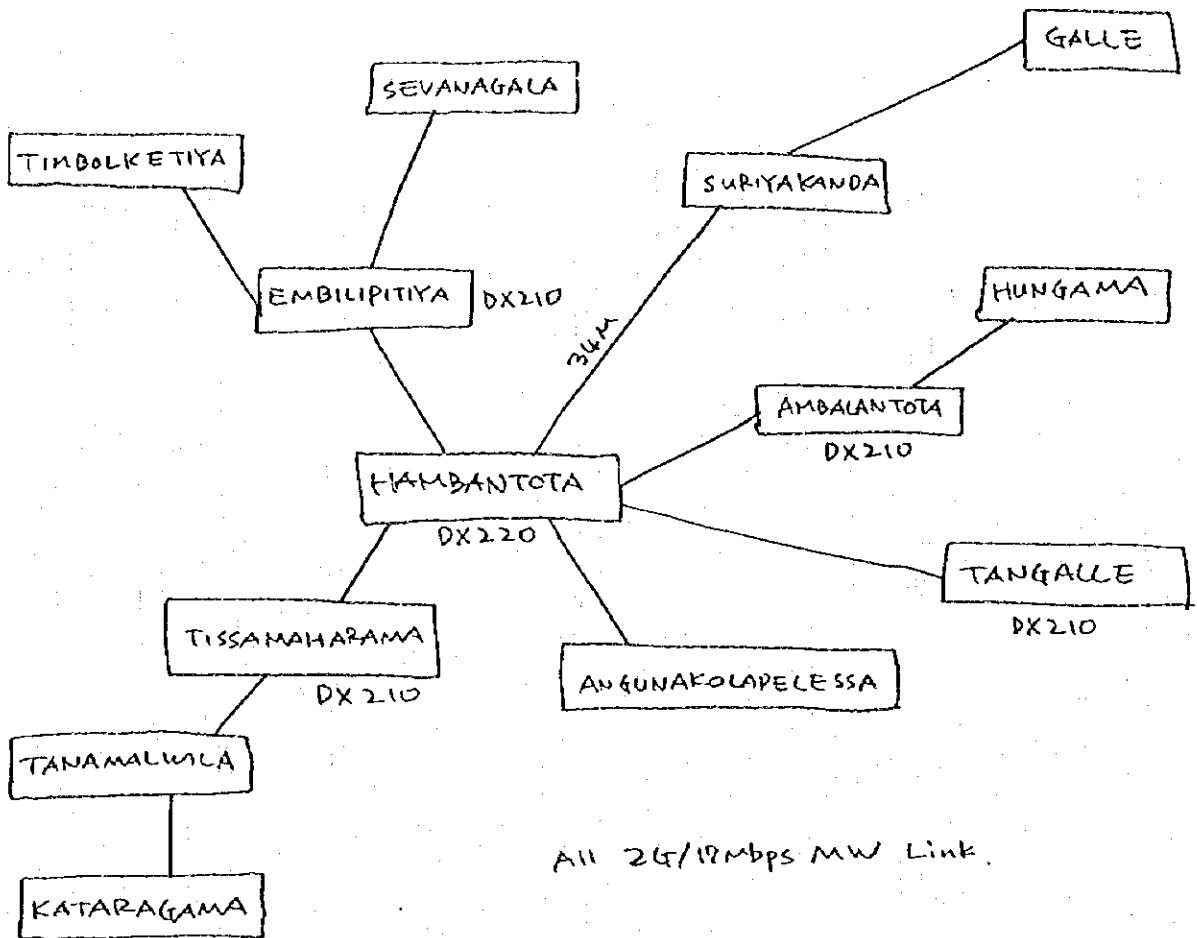 GALLE
SEVANAGALA
TIMBOLKETIYA
SURIYAKANDA
EMBILIPITIYA DX210
HUNGAMA
34M
AMBALANTOTA
DX210
HAMBANTOTA
DX220
TANGALLE
DX210
TISSAMAHARAMA
DX210
ANGUNAKOLAPELESSA
TANAMALWILA
All 2G/17Mbps MW Link.
KATARAGAMA